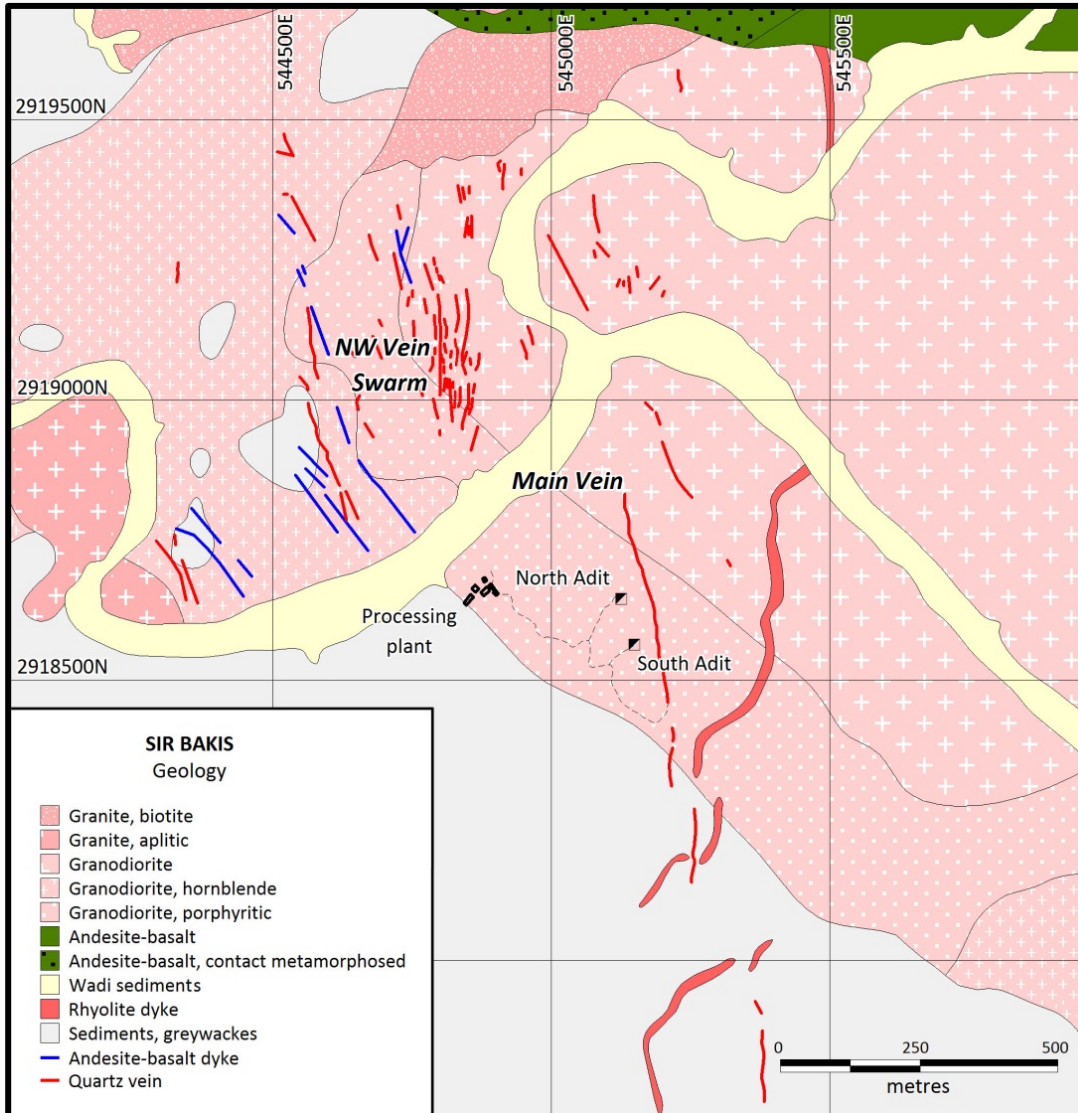 544500E
545000E
545500E
2919500N
NW Vein
Swarm
2919000N
Main Vein
North Adit
Processing
plant
South Adit
2918500N
SIR BAKIS
Geology
Granite, biotite
Granite, aplitic
Granodiorite
Granodiorite, hornblende
Granodiorite, porphyritic
Andesite-basalt
Andesite-basalt, contact metamorphosed
Wadi sediments
Rhyolite dyke
Sediments, greywackes
Andesite-basalt dyke
Quartz vein
0 250 500
metres